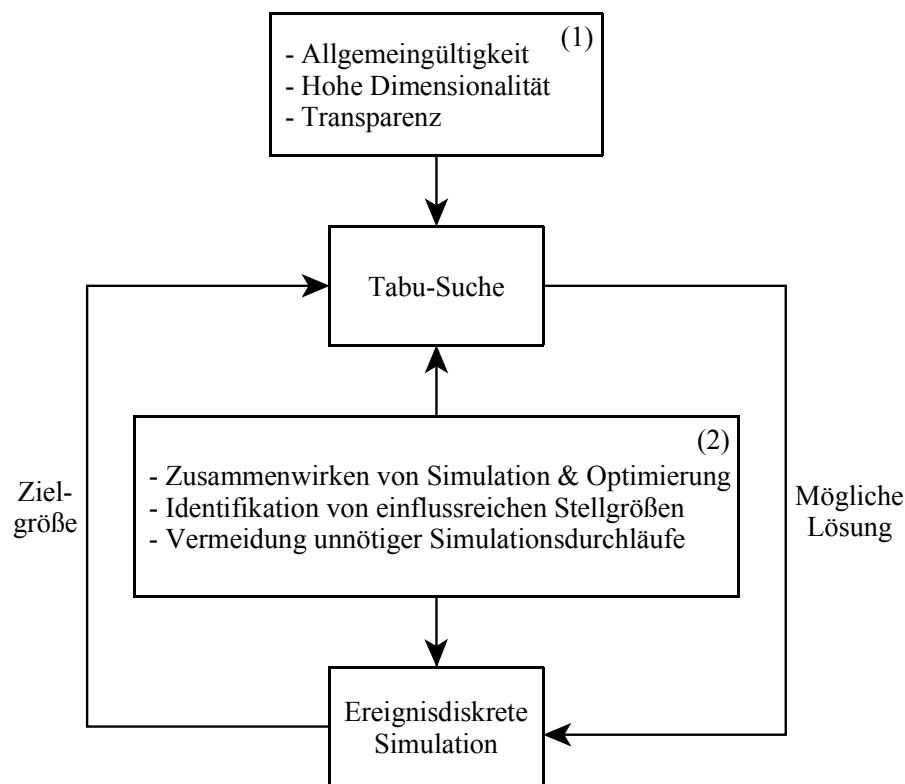 (1)
- Allgemeingültigkeit
- Hohe Dimensionalität
- Transparenz
Tabu-Suche
(2)
- Zusammenwirken von Simulation & Optimierung
- Identifikation von einflussreichen Stellgrößen
- Vermeidung unnötiger Simulationsdurchläufe
Ziel-
größe
Mögliche
Lösung
Ereignisdiskrete
Simulation